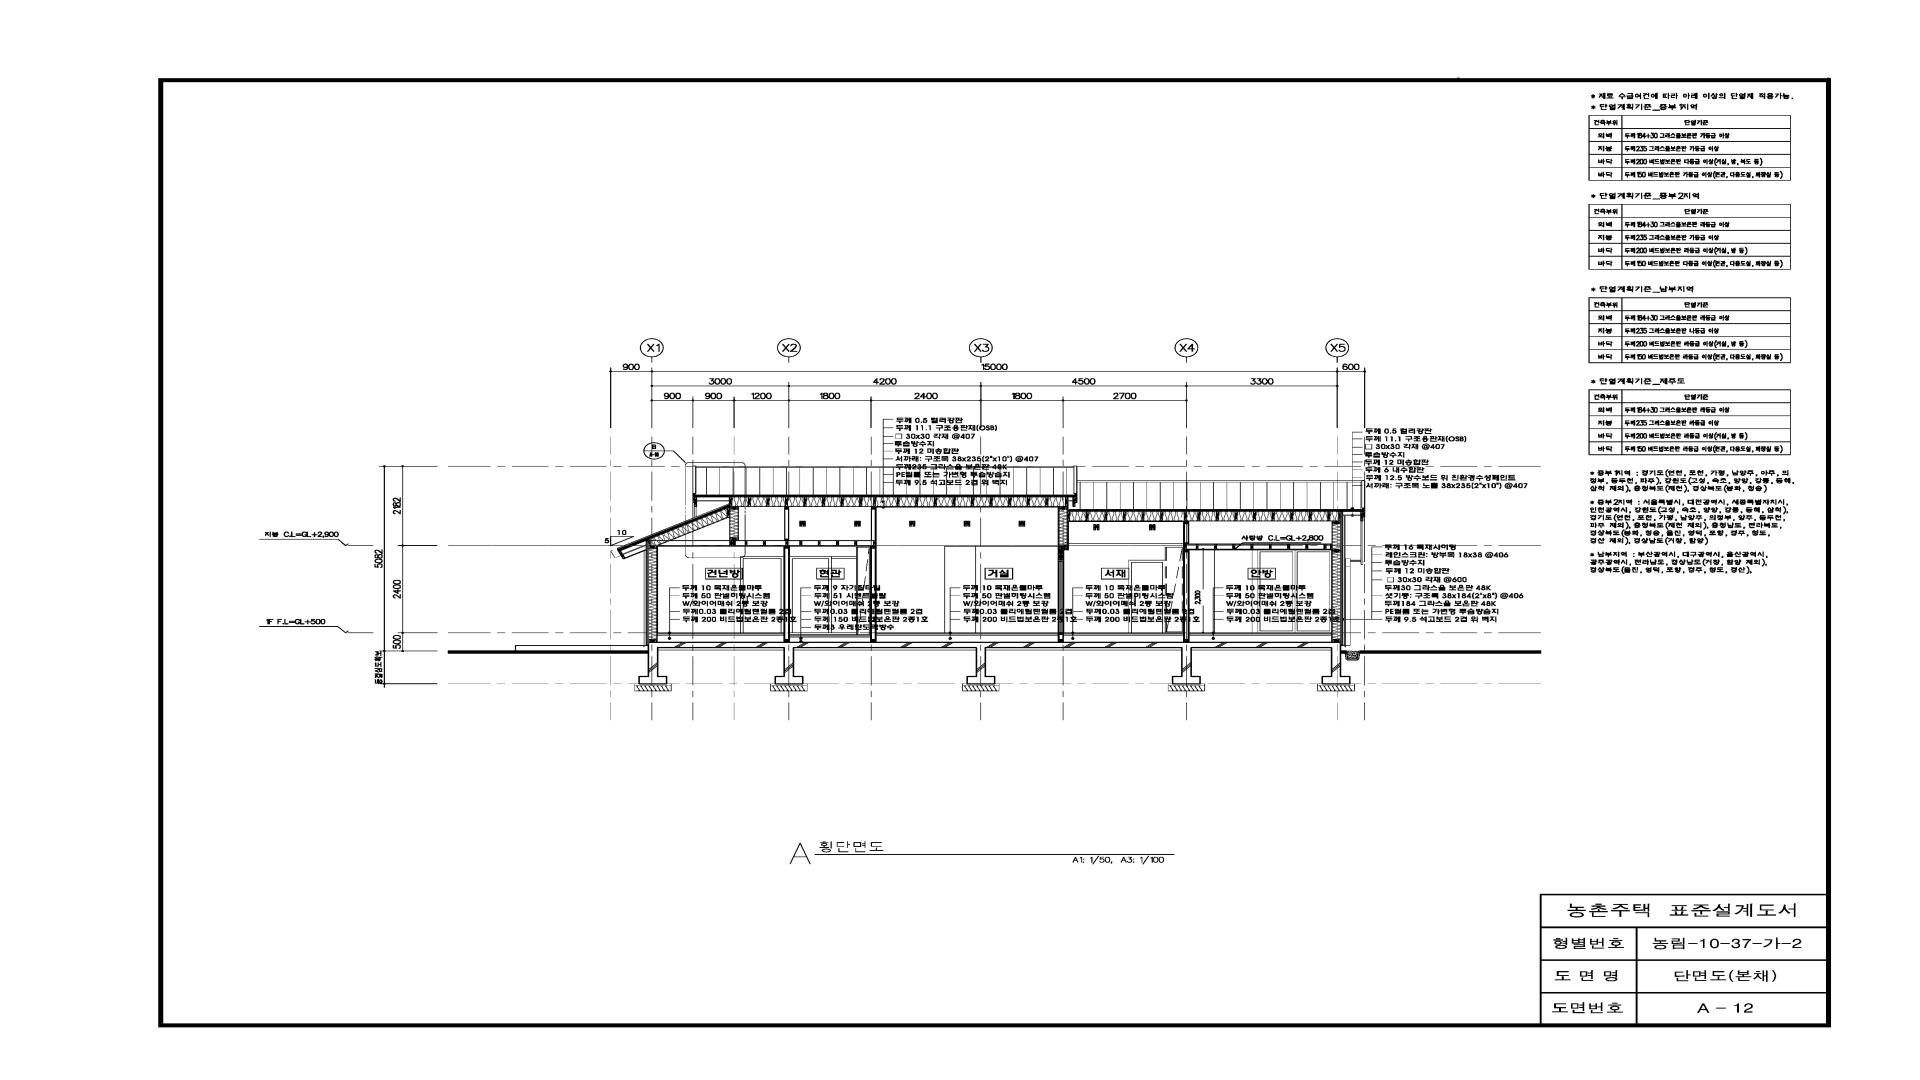 * 재료 수급여건에 따라 아래 이상의 단열재 적용가능.
* 단열계획기준_중부1지역
건축부위 단열기준
외벽 두께184+30 그라스울보온판 가등급 이상
지붕 두께235 그라스울보온판 가등급 이상
바닥 두께200 비드법보온판 다등급 이상(거실, 방, 복도 등)
바닥 두께150 비드법보온판 가등급 이상(현관, 다용도실, 화장실 등)
* 단열계획기준_중부2지역
건축부위 단열기준
외벽 두께184+30 그라스울보온판 라등급 이상
지붕 두께235 그라스울보온판 가등급 이상
바닥 두께200 비드법보온판 라등급 이상(거실, 방 등)
바닥 두께150 비드법보온판 다등급 이상(현관, 다용도실, 화장실 등)
* 단열계획기준_남부지역
건축부위 단열기준
외벽 두께184+30 그라스울보온판 라등급 이상
지붕 두께235 그라스울보온판 나등급 이상
바닥 두께200 비드법보온판 라등급 이상(거실, 방 등)
바닥 두께150 비드법보온판 라등급 이상(현관, 다용도실, 화장실 등)
* 단열계획기준_제주도
건축부위 단열기준
외벽 두께184+30 그라스울보온판 라등급 이상
지붕 두께235 그라스울보온판 라등급 이상
바닥 두께200 비드법보온판 라등급 이상(거실, 방 등)
바닥 두께150 비드법보온판 라등급 이상(현관, 다용도실, 화장실 등)
* 중부1지역 : 경기도(연천, 포천, 가평, 남양주, 의
정부, 동두천, 파주), 강원도(고성, 속초, 양양, 강릉, 동해,
삼척 제외), 충청북도(제천), 경상북도(봉화, 청송)
* 중부2지역 : 서울특별시, 대전광역시, 세종특별자치시,
인천광역시, 강원도(고성, 속초, 양양, 강릉, 동해, 삼척),
경기도(연천, 포천, 가평, 남양주, 의정부, 양주, 동두천,
파주 제외), 충청북도(제천 제외), 충청남도, 전라북도,
경상북도(봉화, 청송, 울진, 영덕, 포항, 경주, 청도,
경산 제외), 경상남도(거창, 함양)
* 남부지역 : 부산광역시, 대구광역시, 울산광역시,
광주광역시, 전라남도, 경상남도(거창, 함양 제외),
경상북도(울진, 영덕, 포항, 경주, 청도, 경산),
X1 X2 X3 X4 X5
900 15000 600
3000 4200 4500 3300
900 900 1200 1800 2400 1800 2700
두께 0.5 컬러강판
두께 11.1 구조용판재(OSB)
□ 30x30 각재 @407
투습방수지
두께 12 미송합판
서까래: 구조목 38x235(2"x10") @407
두께235 그라스울 보온판 48K
PE필름 또는 가변형 투습방습지
두께 9.5 석고보드 2겹 위 벽지
두께 0.5 컬러강판
두께 11.1 구조용판재(OSB)
□ 30x30 각재 @407
투습방수지
두께 12 미송합판
두께 6 내수합판
두께 12.5 방수보드 위 친환경수성페인트
서까래: 구조목 노출 38x235(2"x10") @407
B
2182
5082
2400
500
동결심도확보
지붕 C.L=GL+2,900
1F F.L=GL+500
10
5
사랑방 C.L=GL+2,800
2,300
건넌방
두께 10 목재온돌마루
두께 50 판넬히팅시스템
W/와이어매쉬 2종 보강
두께0.03 폴리에틸렌필름 2겹
두께 200 비드법보온판 2종1호
현관
두께 9 자기질타일
두께 51 시멘트몰탈
W/와이어매쉬 2종 보강
두께0.03 폴리에틸렌필름 2겹
두께 150 비드법보온판 2종1호
두께3 우레탄도막방수
거실
두께 10 목재온돌마루
두께 50 판넬히팅시스템
W/와이어매쉬 2종 보강
두께0.03 폴리에틸렌필름 2겹
두께 200 비드법보온판 2종1호
서재
두께 10 목재온돌마루
두께 50 판넬히팅시스템
W/와이어매쉬 2종 보강
두께0.03 폴리에틸렌필름 2겹
두께 200 비드법보온판 2종1호
안방
두께 10 목재온돌마루
두께 50 판넬히팅시스템
W/와이어매쉬 2종 보강
두께0.03 폴리에틸렌필름 2겹
두께 200 비드법보온판 2종1호
두께 16 목재사이딩
레인스크린: 방부목 18x38 @406
투습방수지
두께 12 미송합판
□ 30x30 각재 @600
두께30 그라스울 보온판 48K
샛기둥: 구조목 38x184(2"x8") @406
두께184 그라스울 보온판 48K
PE필름 또는 가변형 투습방습지
두께 9.5 석고보드 2겹 위 벽지
A 횡단면도
A1: 1/50, A3: 1/100
농촌주택 표준설계도서
형별번호 농림-10-37-가-2
도면명 단면도(본채)
도면번호 A - 12